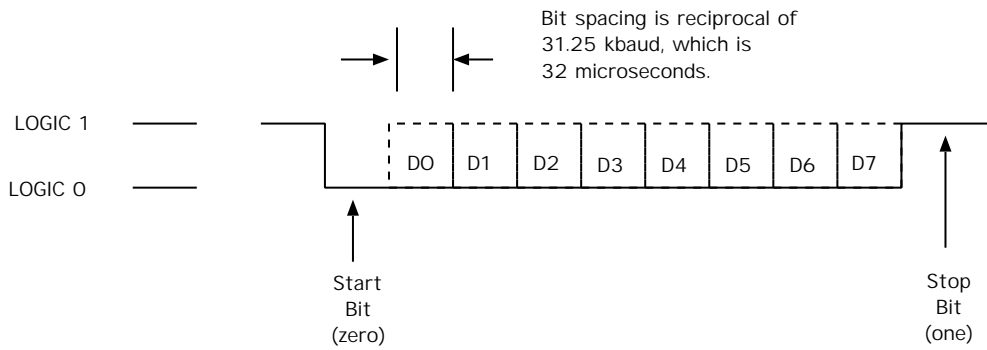 Bit spacing is reciprocal of
31.25 kbaud, which is
32 microseconds.
LOGIC 1
D0 D1 D2 D3 D4 D5 D6 D7
LOGIC 0
Start
Bit
(zero)
Stop
Bit
(one)